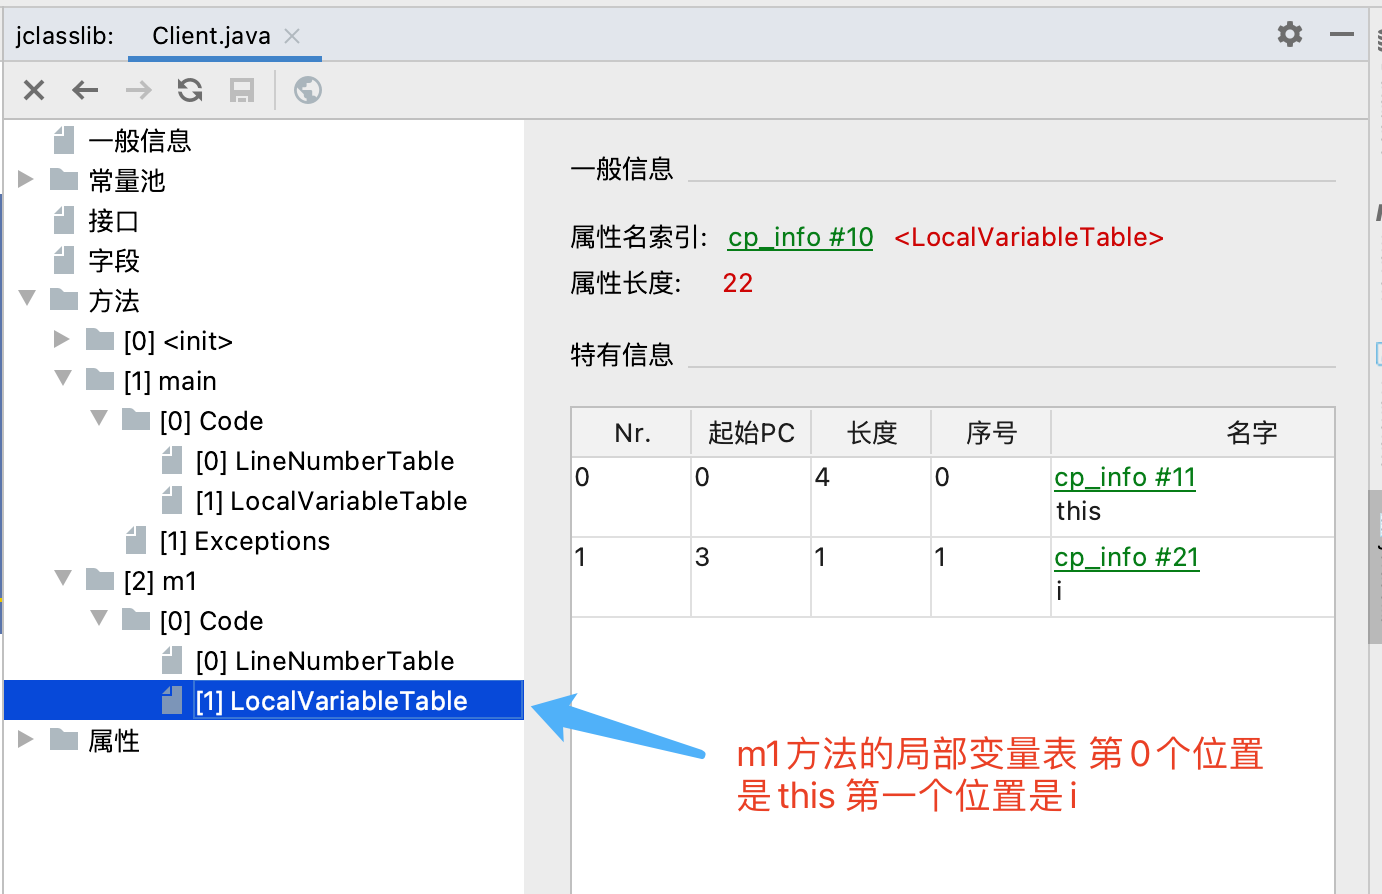 jclasslib:
Client.java
一般信息
常量池
接口
字段
方法
[0] <init>
[1] main
[0] Code
[0] LineNumberTable
[1] LocalVariableTable
[1] Exceptions
[2] m1
[0] Code
[0] LineNumberTable
[1] LocalVariableTable
属性
一般信息
属性名索引: cp_info #10 <LocalVariableTable>
属性长度: 22
特有信息
Nr. 起始PC 长度 序号 名字
0 0 4 0 cp_info #11
this
1 3 1 1 cp_info #21
i
m1方法的局部变量表 第0个位置
是this 第一个位置是i